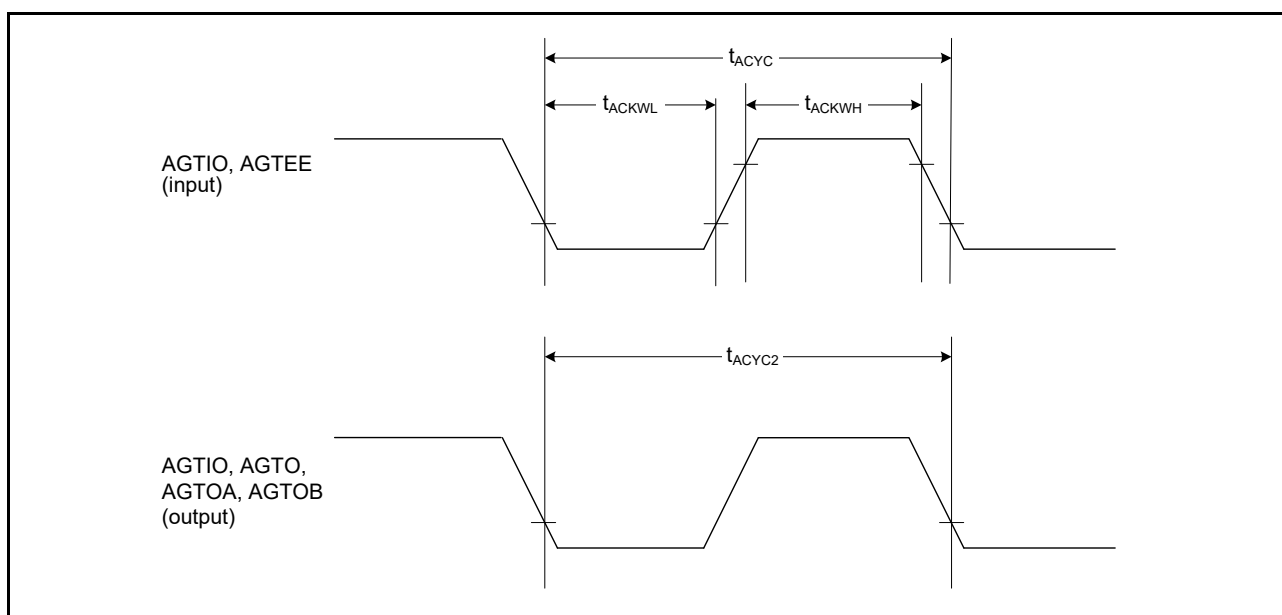 tACYC
tACKWL
tACKWH
AGTIO, AGTEE
(input)
tACYC2
AGTIO, AGTO,
AGTOA, AGTOB
(output)